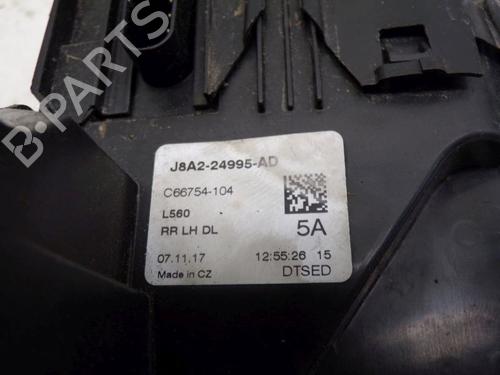 J8A2-24995-AD
C66754-104
L560
RR LH DL 5A
07.11.17 12:55:26 15
Made in CZ DTSED
B-PARTS